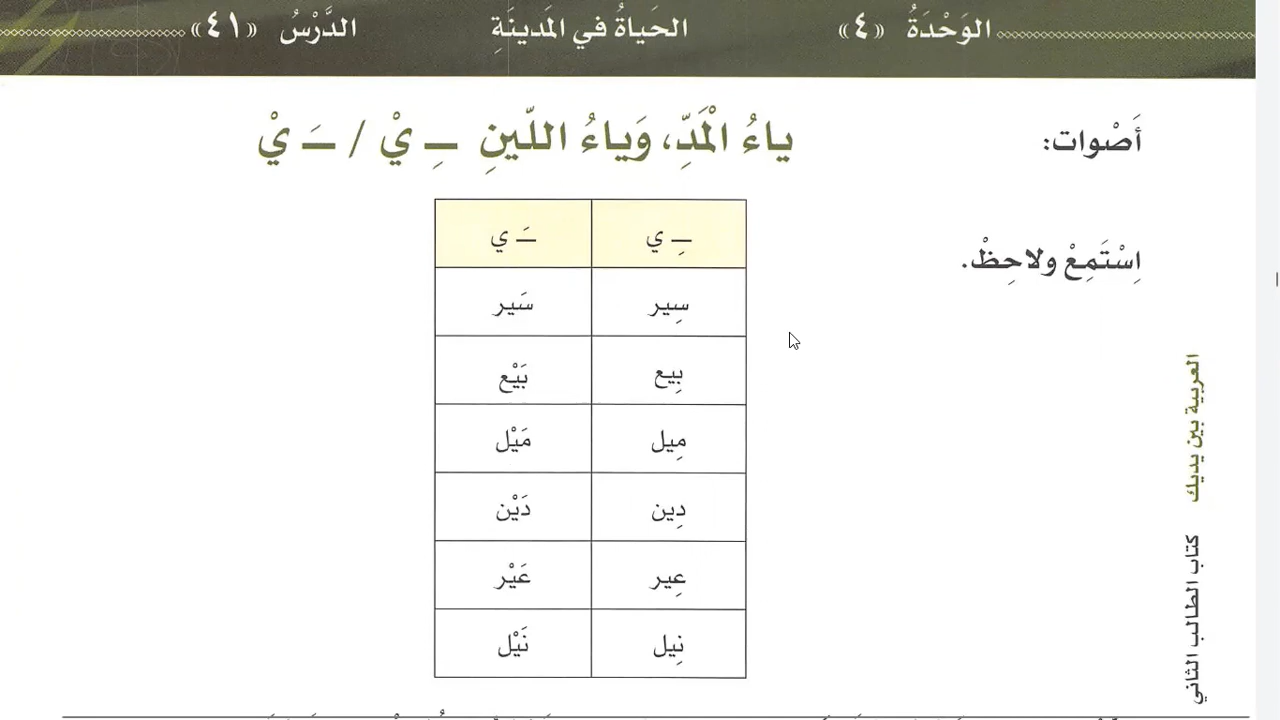 الوَحْدَةُ «٤» الحَياةُ في المَدينَةِ الدَّرْسُ «٤١»
أَصْوات: ياءُ الْمَدِّ، وَياءُ اللّينِ ـِ يْ / ـَ يْ
اِسْتَمِعْ ولاحِظْ.
ـِ ي ـَ ي
سِير سَير
بِيع بَيْع
مِيل مَيْل
دِين دَيْن
عِير عَيْر
نِيل نَيْل
العربية بين يديك كتاب الطالب الثاني